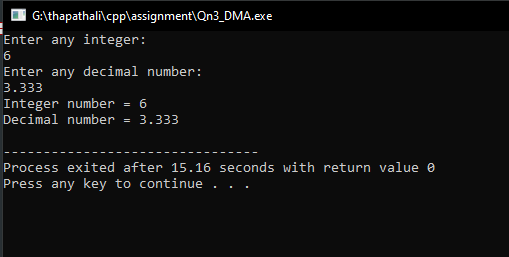 G:\thapathali\cpp\assignment\Qn3_DMA.exe
Enter any integer:
6
Enter any decimal number:
3.333
Integer number = 6
Decimal number = 3.333
--------------------------------
Process exited after 15.16 seconds with return value 0
Press any key to continue . . .